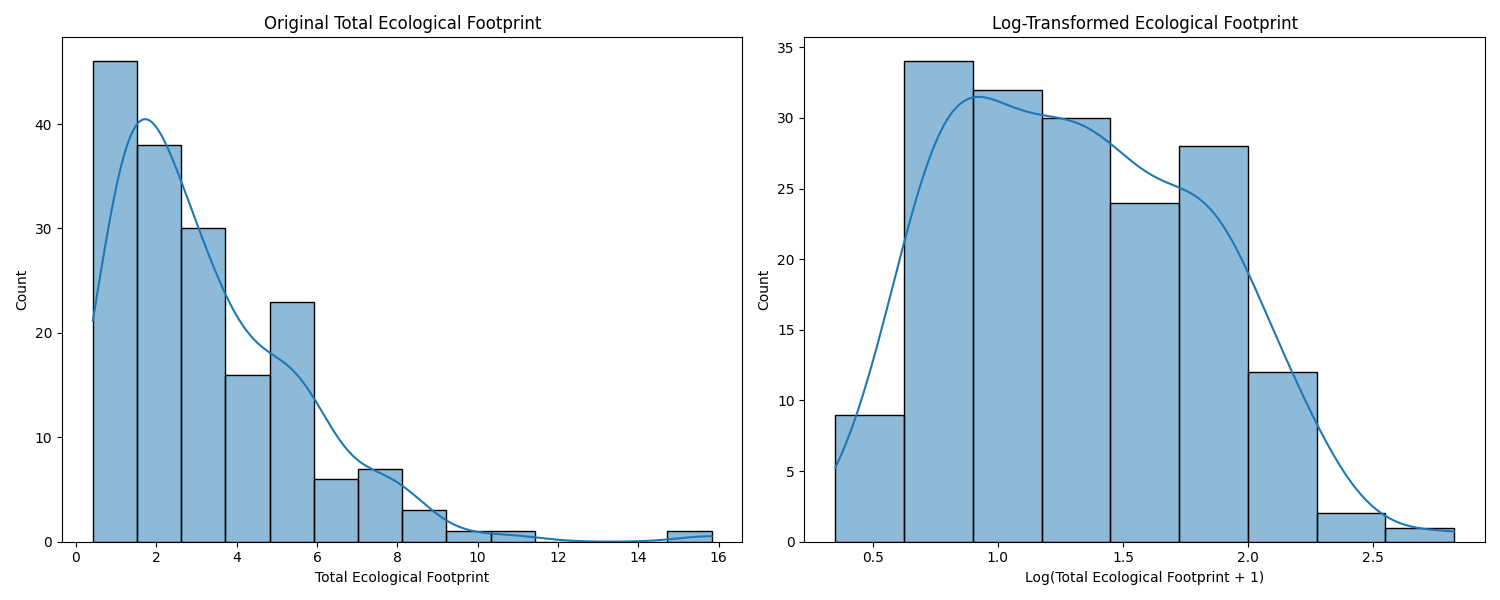 Original Total Ecological Footprint
Count
40
30
20
10
0
0 2 4 6 8 10 12 14 16
Total Ecological Footprint
Log-Transformed Ecological Footprint
Count
35
30
25
20
15
10
5
0
0.5 1.0 1.5 2.0 2.5
Log(Total Ecological Footprint + 1)